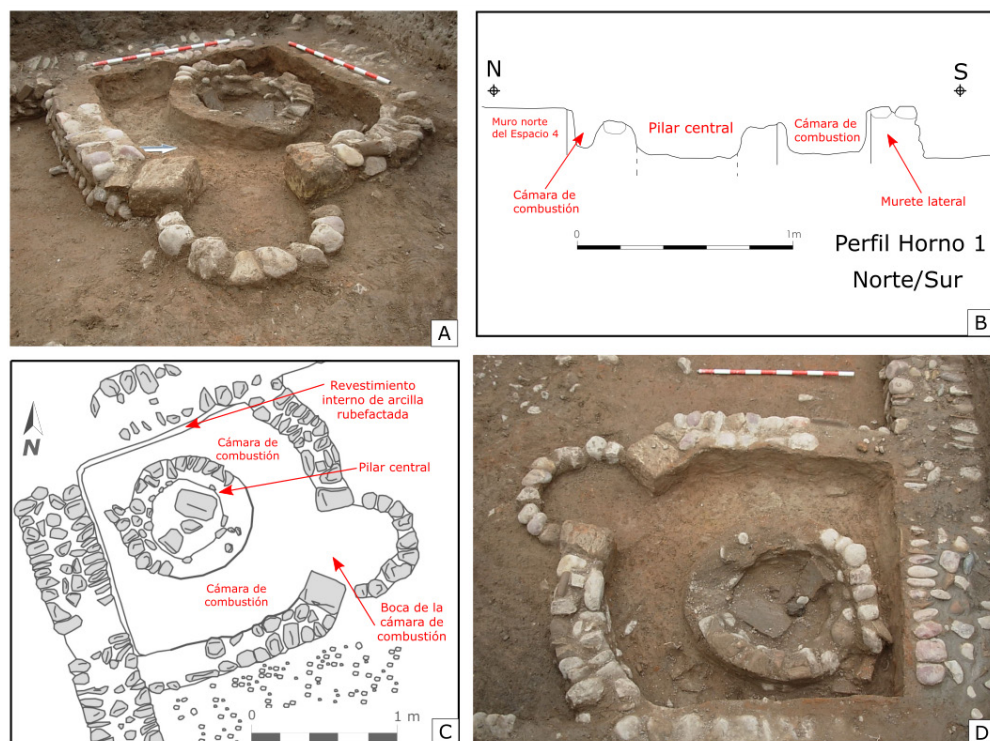 A
N
S
Muro norte
del Espacio 4
Pilar central
Cámara de
combustion
Cámara de
combustión
Murete lateral
0
1m
Perfil Horno 1
Norte/Sur
B
Revestimiento
interno de arcilla
rubefactada
N
Cámara de
combustión
Pilar central
Cámara de
combustión
Boca de la
cámara de
combustión
0
1 m
C
D